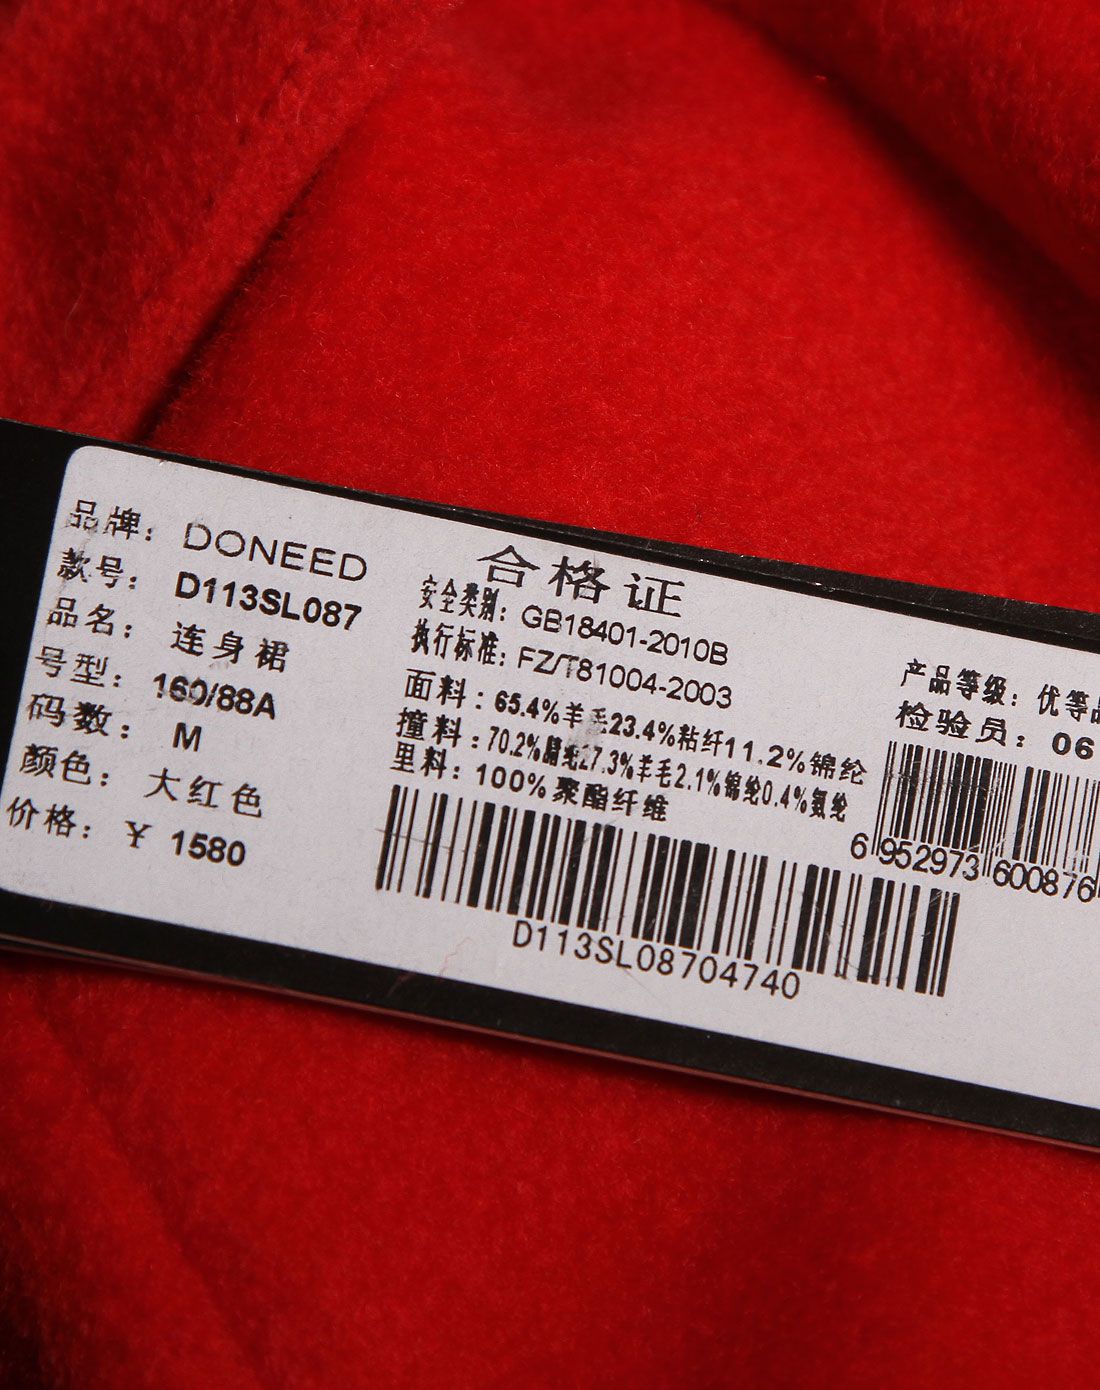 品牌: DONEED
款号: D113SL087
品名: 连身裙
号型: 160/88A
码数: M
颜色: 大红色
价格: ¥ 1580
合格证
安全类别: GB18401-2010B
执行标准: FZ/T81004-2003
面料: 65.4%羊毛23.4%粘纤11.2%锦纶
撞料: 70.2%腈纶27.3%羊毛2.1%锦纶0.4%氨纶
里料: 100%聚酯纤维
D113SL08704740
产品等级: 优等品
检验员: 06
6 952973 600876